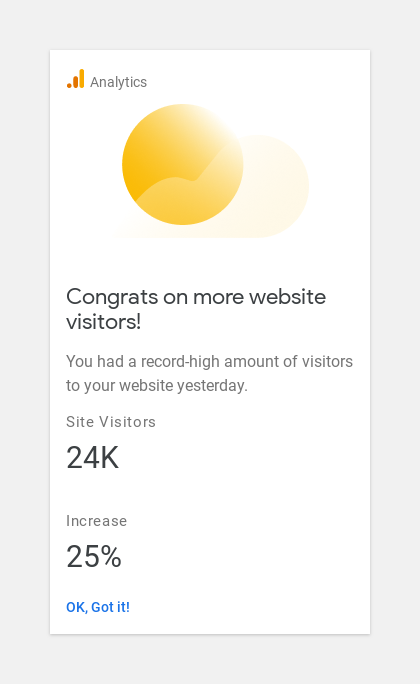 Analytics
Congrats on more website
visitors!
You had a record-high amount of visitors
to your website yesterday.
Site Visitors
24K
Increase
25%
OK, Got it!